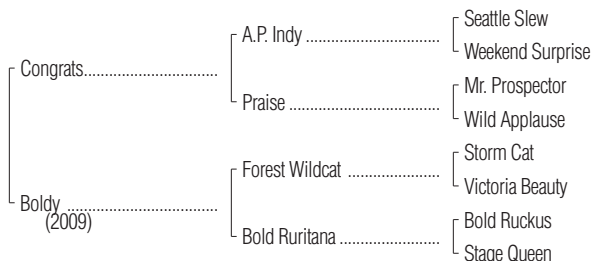 Seattle Slew
A.P. Indy ................................
Weekend Surprise
Congrats................................
Mr. Prospector
Praise ....................................
Wild Applause
Storm Cat
Forest Wildcat ......................
Victoria Beauty
Boldy .............................
(2009)
Bold Ruckus
Bold Ruritana ........................
Stage Queen